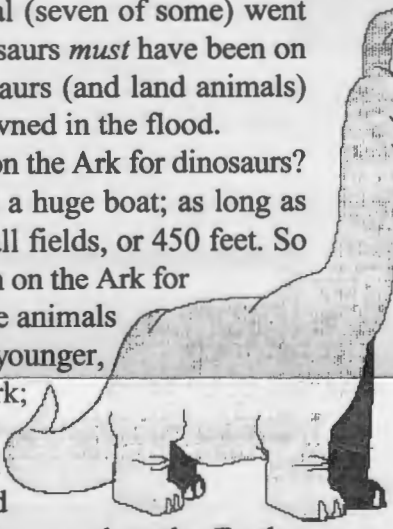 al (seven of some) went
saurs must have been on
aurs (and land animals)
wned in the flood.
on the Ark for dinosaurs?
a huge boat; as long as
all fields, or 450 feet. So
on the Ark for
e animals
younger,
rk;